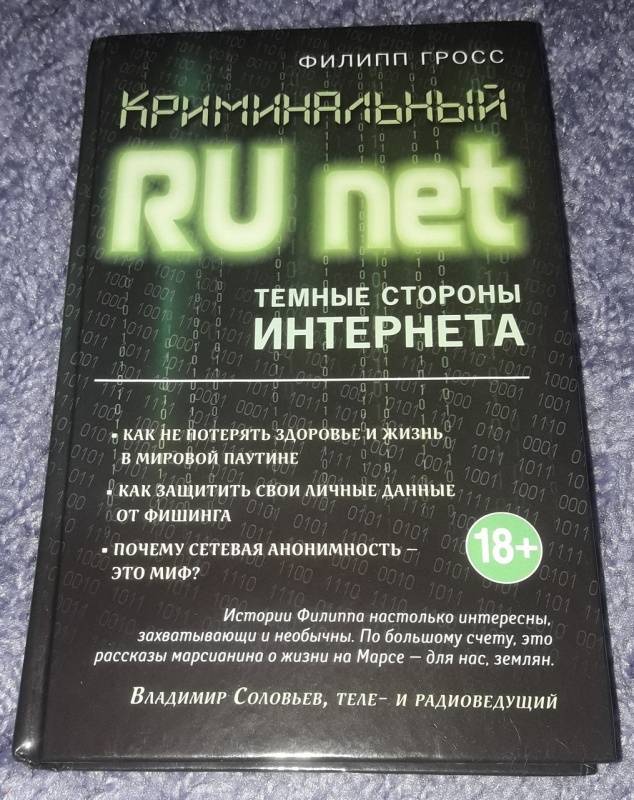 ФИЛИПП ГРОСС
КРИМИНАЛЬНЫЙ
RU net
ТЕМНЫЕ СТОРОНЫ
ИНТЕРНЕТА
▪ КАК НЕ ПОТЕРЯТЬ ЗДОРОВЬЕ И ЖИЗНЬ
В МИРОВОЙ ПАУТИНЕ
▪ КАК ЗАЩИТИТЬ СВОИ ЛИЧНЫЕ ДАННЫЕ
ОТ ФИШИНГА
▪ ПОЧЕМУ СЕТЕВАЯ АНОНИМНОСТЬ –
ЭТО МИФ?
18+
Истории Филиппа настолько интересны,
захватывающи и необычны. По большому счету, это
рассказы марсианина о жизни на Марсе – для нас, землян.
ВЛАДИМИР СОЛОВЬЕВ, ТЕЛЕ- И РАДИОВЕДУЩИЙ